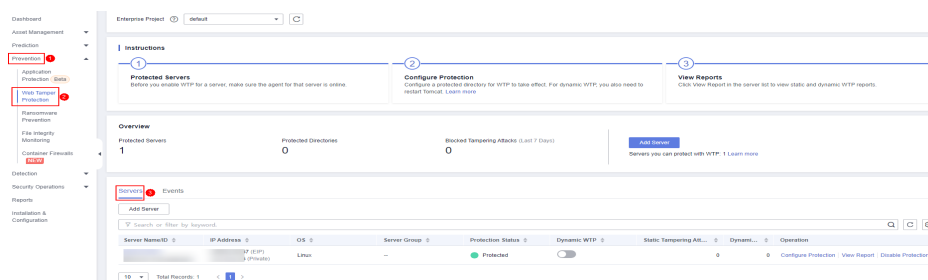 Dashboard
Asset Management
Prediction
Prevention 1
Application
Protection Beta
Web Tamper
Protection 2
Ransomware
Prevention
File Integrity
Monitoring
Container Firewalls
NEW
Detection
Security Operations
Reports
Installation &
Configuration
Enterprise Project ? default
Instructions
1
Protected Servers
Before you enable WTP for a server, make sure the agent for that server is online.
2
Configure Protection
Configure a protected directory for WTP to take effect. For dynamic WTP, you also need to
restart Tomcat. Learn more
3
View Reports
Click View Report in the server list to view static and dynamic WTP reports.
Overview
Protected Servers
1
Protected Directories
0
Blocked Tampering Attacks (Last 7 Days)
0
Add Server
Servers you can protect with WTP: 1 Learn more
Servers 3 Events
Add Server
Search or filter by keyword.
Server Name/ID IP Address OS Server Group Protection Status Dynamic WTP Static Tampering Att... Dynami... Operation
(EIP)
(Private)
Linux -- Protected 0 0 Configure Protection View Report Disable Protection
10 Total Records: 1 < 1 >